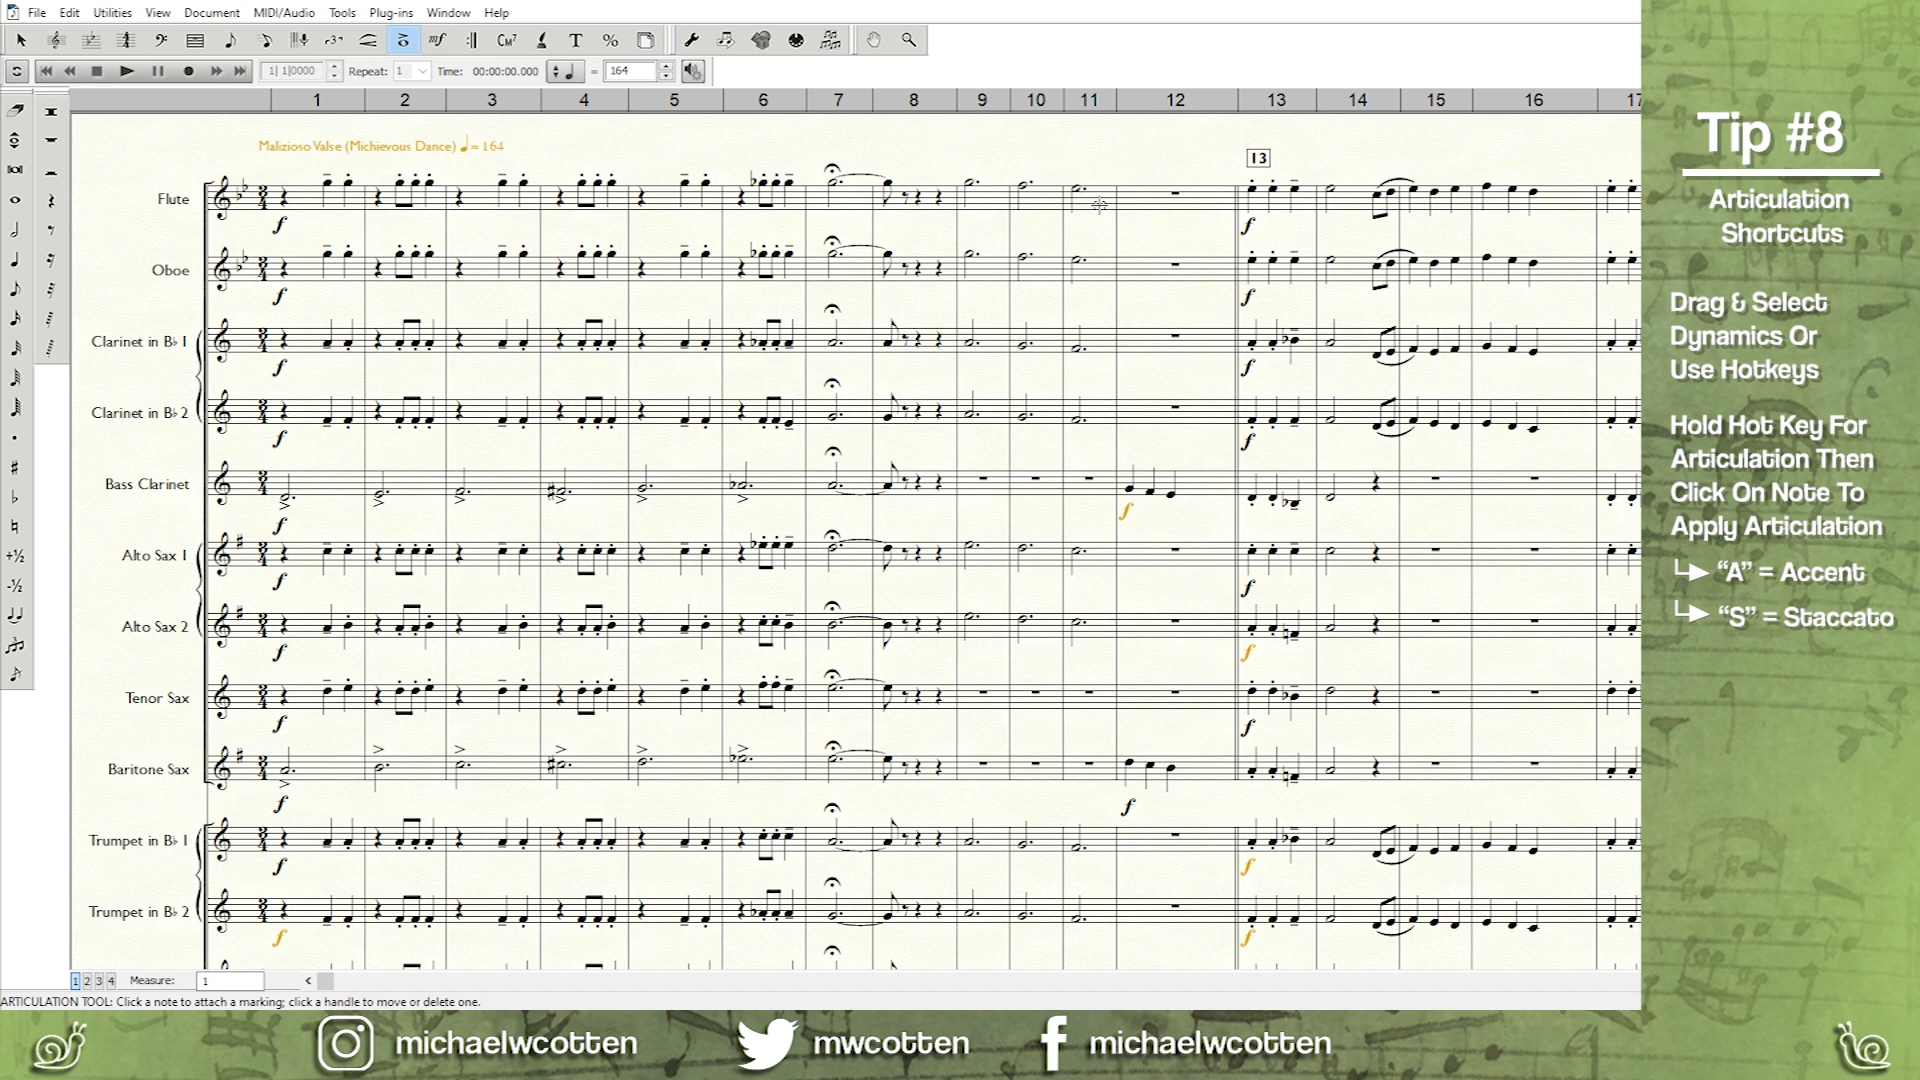 File Edit Utilities View Document MIDI/Audio Tools Plug-ins Window Help
1| 1|0000 Repeat: 1 Time: 00:00:00.000 = 164
1 2 3 4 5 6 7 8 9 10 11 12 13 14 15 16 17
Malizioso Valse (Michievous Dance) ♩= 164
13
Flute
Oboe
Clarinet in B♭ 1
Clarinet in B♭ 2
Bass Clarinet
Alto Sax 1
Alto Sax 2
Tenor Sax
Baritone Sax
Trumpet in B♭ 1
Trumpet in B♭ 2
1 2 3 4 Measure: 1
ARTICULATION TOOL: Click a note to attach a marking; click a handle to move or delete one.
Tip #8
Articulation
Shortcuts
Drag & Select
Dynamics Or
Use Hotkeys
Hold Hot Key For
Articulation Then
Click On Note To
Apply Articulation
“A” = Accent
“S” = Staccato
michaelwcotten mwcotten michaelwcotten